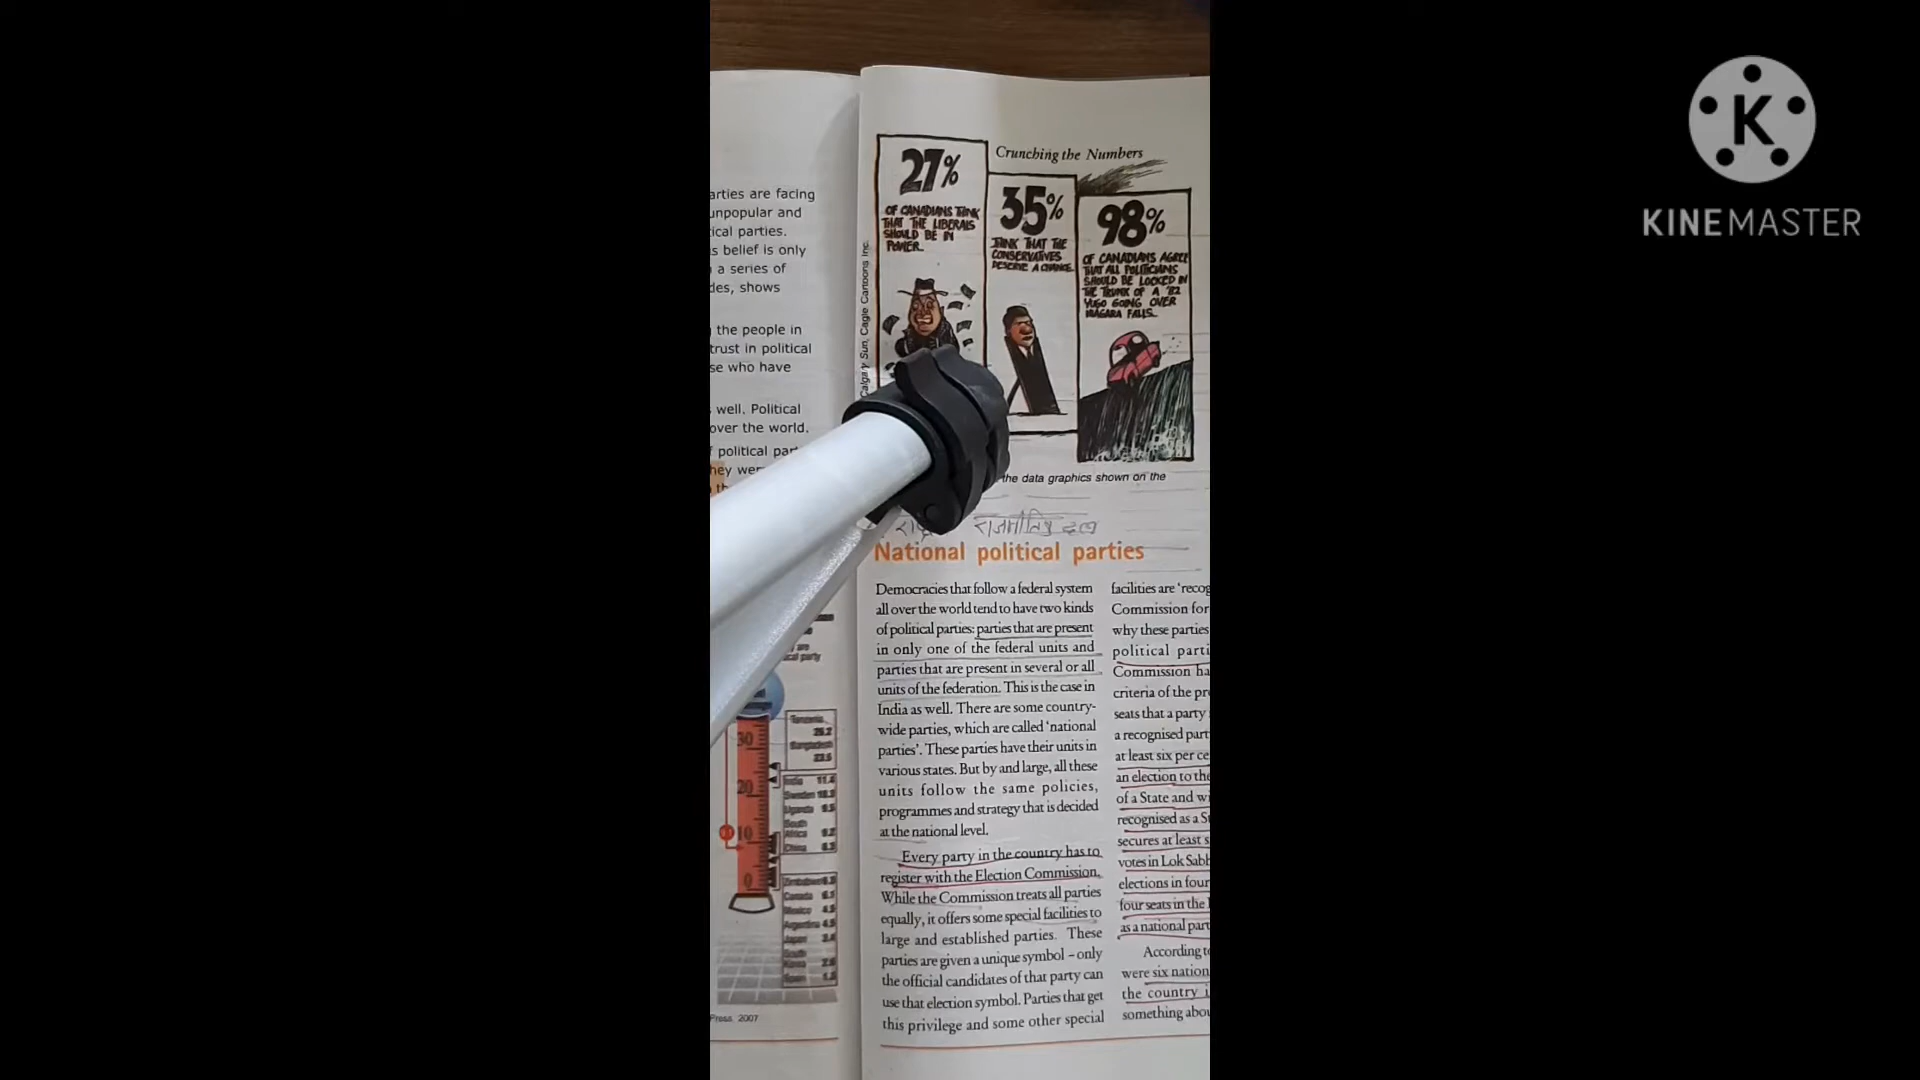 arties are facing
unpopular and
ical parties.
s belief is only
a series of
des, shows
the people in
trust in political
se who have
well. Political
over the world.
political
hey
Press 2007
Calgary Sun, Cagle Cartoons Inc.
Crunching the Numbers
27%
OF CANADIANS THINK
THAT THE LIBERALS
SHOULD BE IN
POWER.
35%
THINK THAT THE
CONSERVATIVES
DESERVE A CHANCE.
98%
OF CANADIANS AGREE
THAT ALL POLITICIANS
SHOULD BE LOCKED IN
THE TRUNK OF A '82
YUGO GOING OVER
NIAGARA FALLS.
the data graphics shown on the
National political parties
Democracies that follow a federal system
all over the world tend to have two kinds
of political parties: parties that are present
in only one of the federal units and
parties that are present in several or all
units of the federation. This is the case in
India as well. There are some country-
wide parties, which are called 'national
parties'. These parties have their units in
various states. But by and large, all these
units follow the same policies,
programmes and strategy that is decided
at the national level.
Every party in the country has to
register with the Election Commission.
While the Commission treats all parties
equally, it offers some special facilities to
large and established parties. These
parties are given a unique symbol – only
the official candidates of that party can
use that election symbol. Parties that get
this privilege and some other special
facilities are 'recog
Commission for
why these parties
political parti
Commission ha
criteria of the pr
seats that a party
a recognised part
at least six per ce
an election to the
of a State and wi
recognised as a S
secures at least s
votes in Lok Sabh
elections in four
four seats in the
as a national part
According to
were six nation
the country i
something abou
K
KINEMASTER